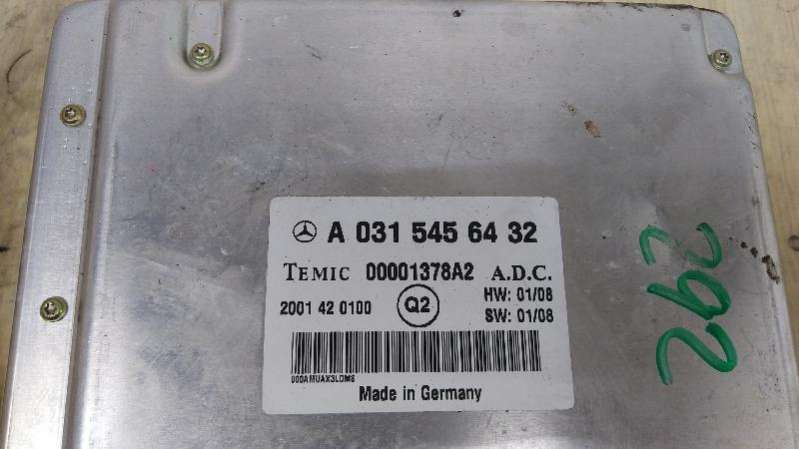 A 031 545 64 32
TEMIC 00001378A2 A.D.C.
2001 42 0100 Q2 HW: 01/08
SW: 01/08
Made in Germany